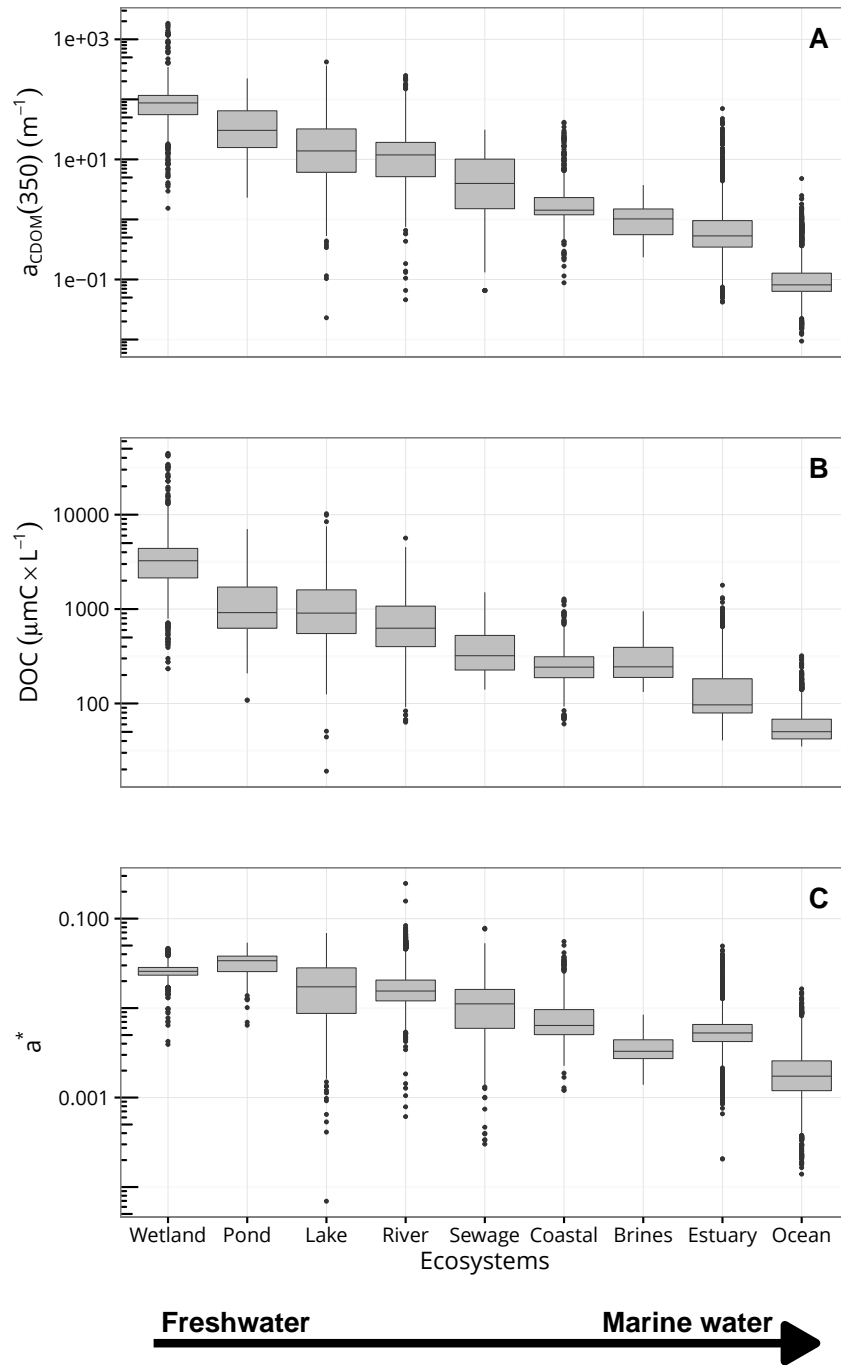 A
1e+03
1e+01
1e−01
a_CDOM(350) (m⁻¹)
B
10000
1000
100
DOC (μmC × L⁻¹)
C
0.100
0.001
a*
Wetland Pond Lake River Sewage Coastal Brines Estuary Ocean
Ecosystems
Freshwater Marine water